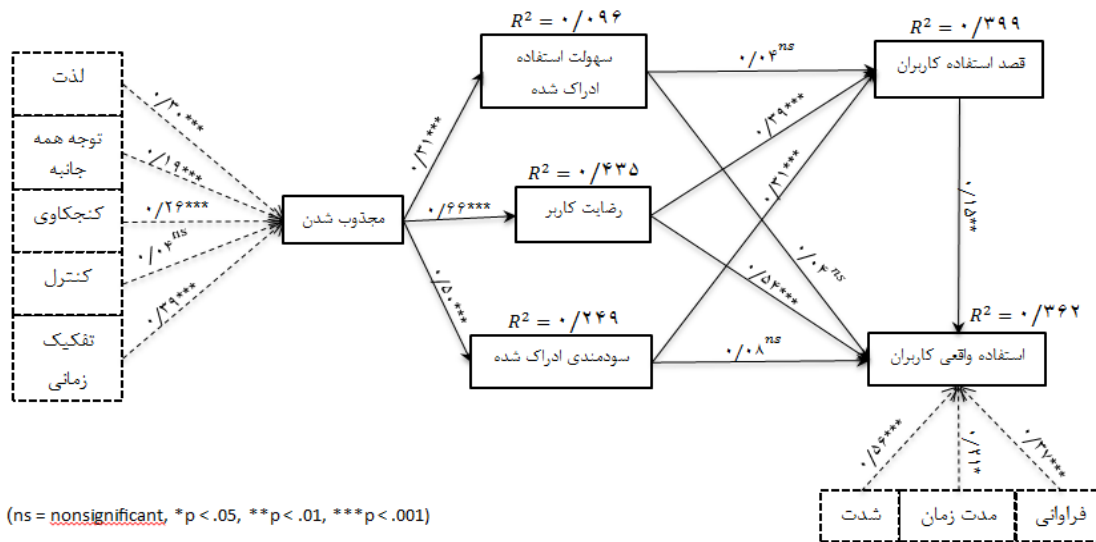 R² = ۰/۰۹۶
R² = ۰/۳۹۹
لذت
توجه همه
جانبه
کنجکاوی
کنترل
تفکیک
زمانی
۰/۳۰***
۰/۱۹***
۰/۲۶***
۰/۰۴ns
۰/۳۹***
مجذوب شدن
۰/۳۱***
۰/۶۶***
۰/۵۰***
سهولت استفاده
ادراک شده
R² = ۰/۴۳۵
رضایت کاربر
R² = ۰/۲۴۹
سودمندی ادراک شده
۰/۰۴ns
۰/۳۹***
۰/۳۱***
۰/۰۴ns
۰/۵۴***
۰/۰۸ns
قصد استفاده کاربران
۰/۱۵**
R² = ۰/۳۶۲
استفاده واقعی کاربران
۰/۵۶***
۰/۲۱*
۰/۳۷***
شدت
مدت زمان
فراوانی
(ns = nonsignificant, *p < .05, **p < .01, ***p < .001)